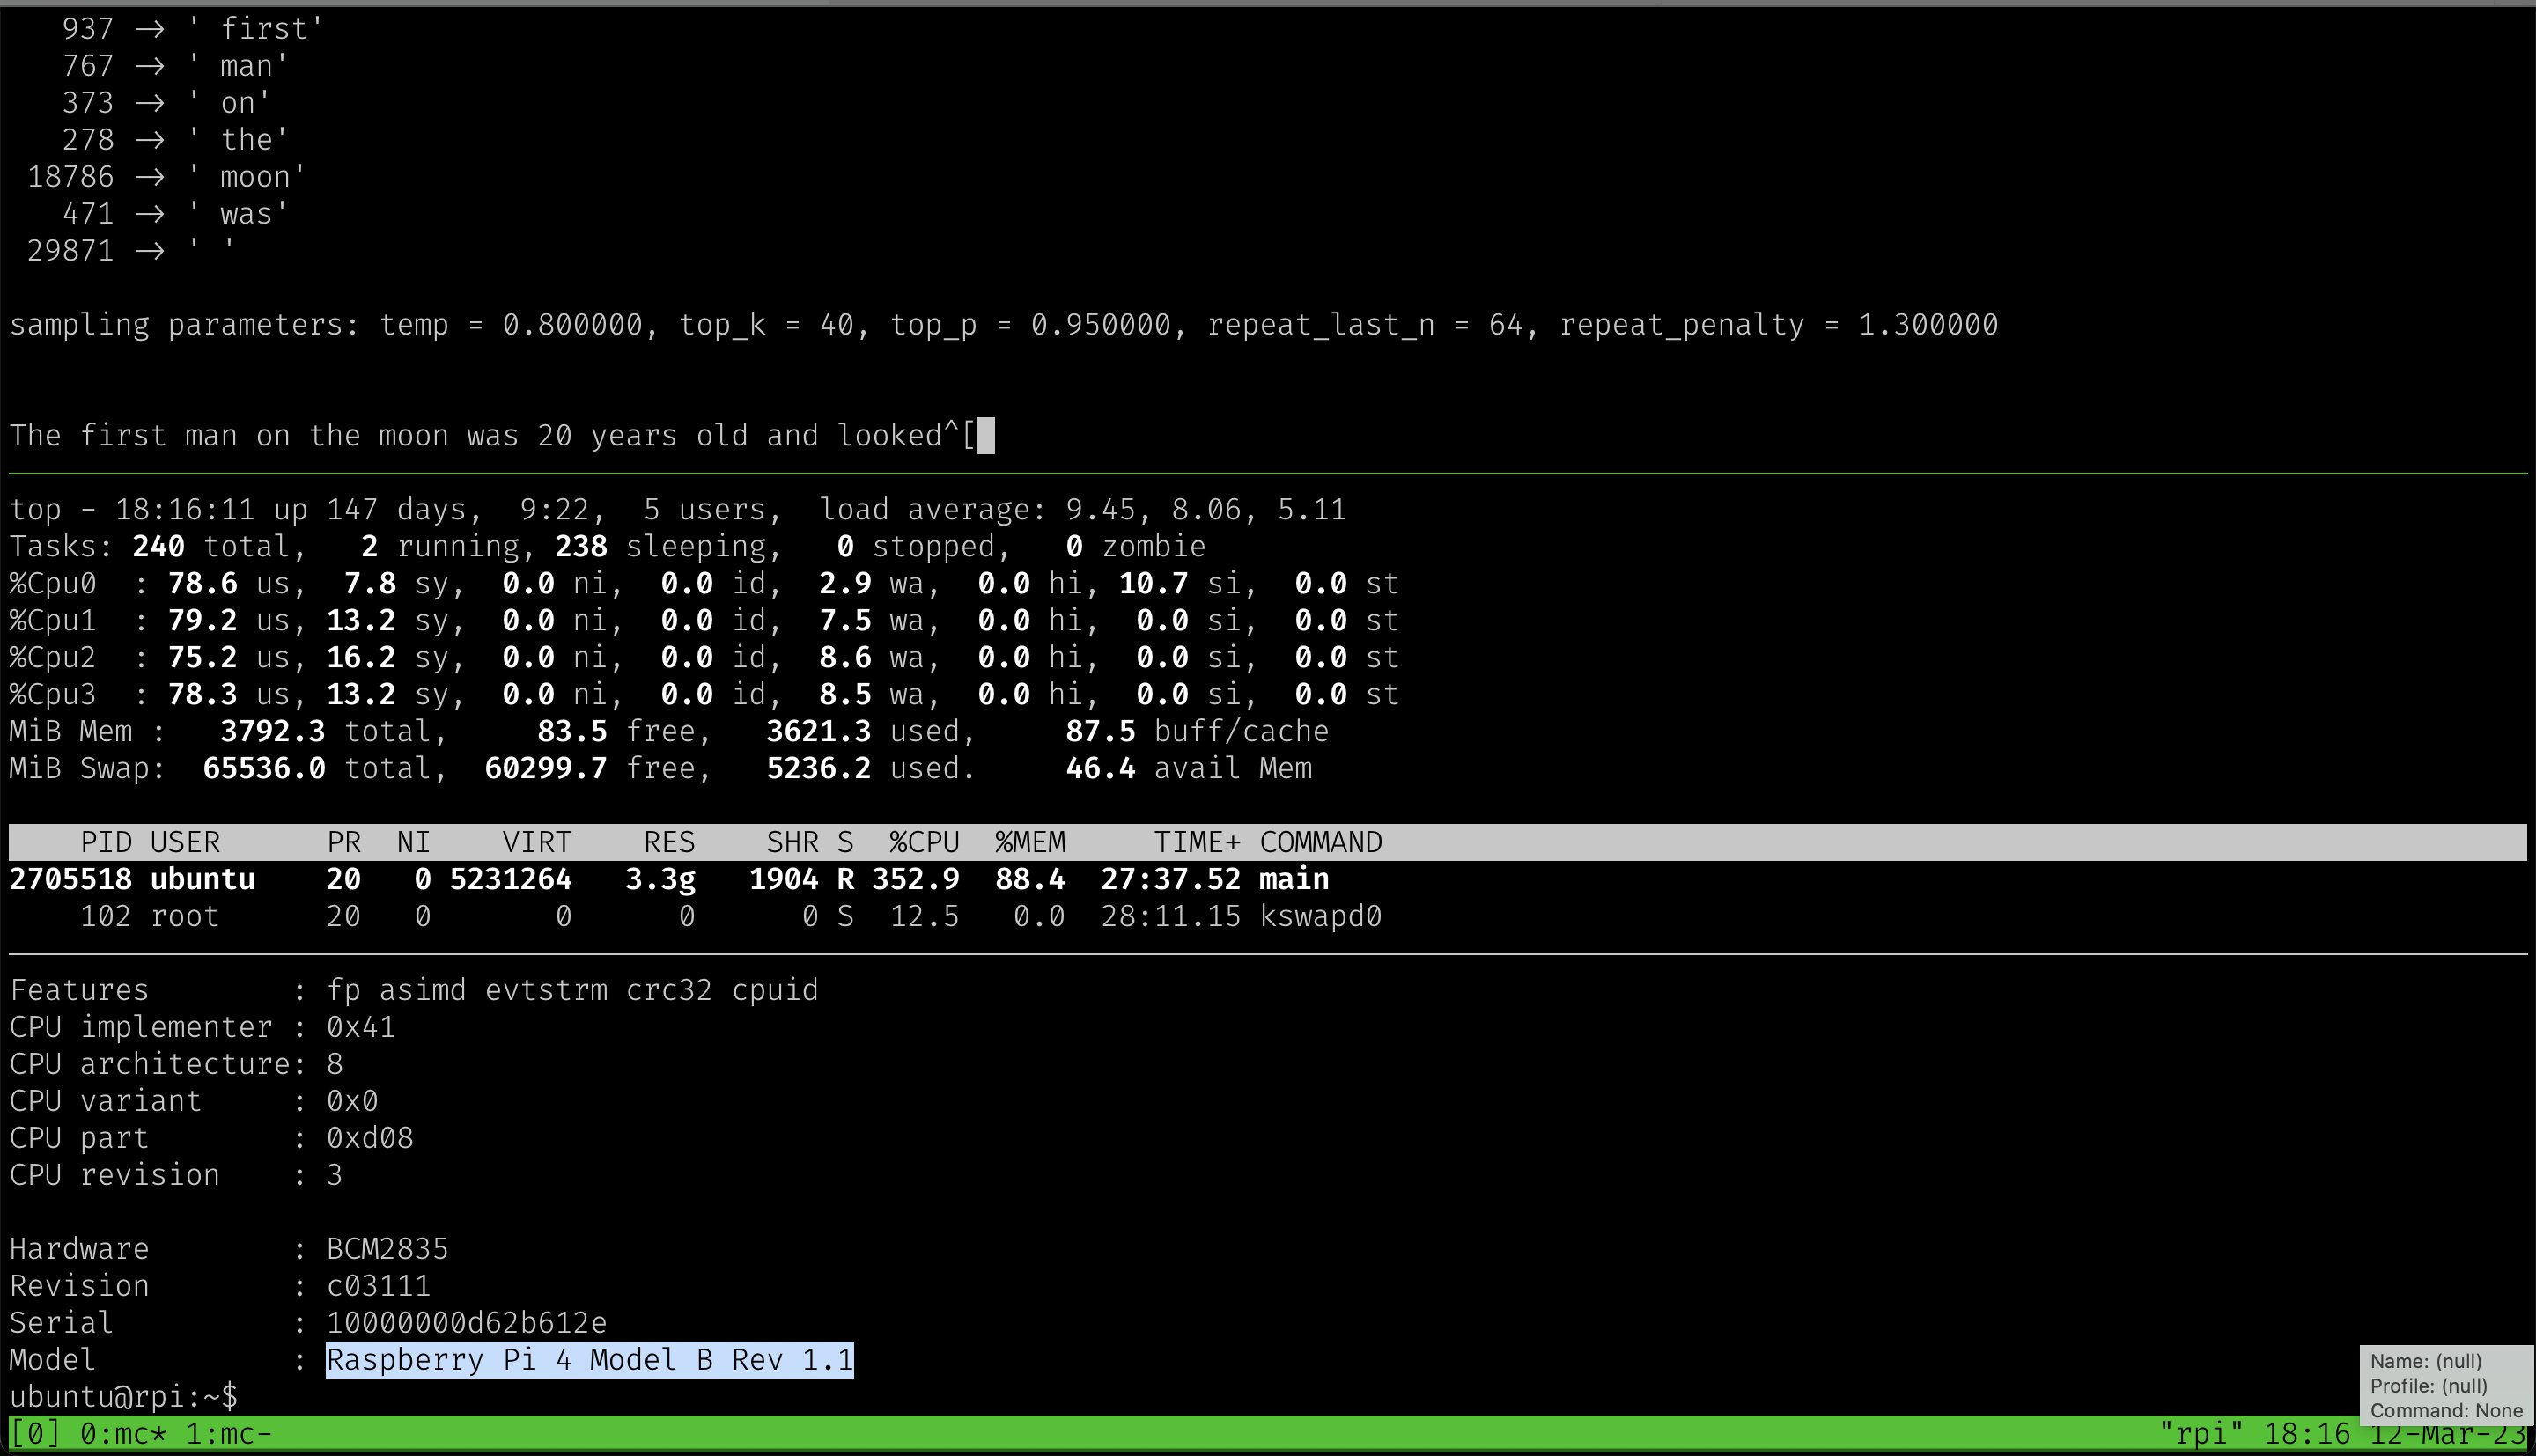 937 -> ' first'
767 -> ' man'
373 -> ' on'
278 -> ' the'
18786 -> ' moon'
471 -> ' was'
29871 -> ' '
sampling parameters: temp = 0.800000, top_k = 40, top_p = 0.950000, repeat_last_n = 64, repeat_penalty = 1.300000
The first man on the moon was 20 years old and looked^[
top - 18:16:11 up 147 days,  9:22,  5 users,  load average: 9.45, 8.06, 5.11
Tasks: 240 total,   2 running, 238 sleeping,   0 stopped,   0 zombie
%Cpu0  : 78.6 us,  7.8 sy,  0.0 ni,  0.0 id,  2.9 wa,  0.0 hi, 10.7 si,  0.0 st
%Cpu1  : 79.2 us, 13.2 sy,  0.0 ni,  0.0 id,  7.5 wa,  0.0 hi,  0.0 si,  0.0 st
%Cpu2  : 75.2 us, 16.2 sy,  0.0 ni,  0.0 id,  8.6 wa,  0.0 hi,  0.0 si,  0.0 st
%Cpu3  : 78.3 us, 13.2 sy,  0.0 ni,  0.0 id,  8.5 wa,  0.0 hi,  0.0 si,  0.0 st
MiB Mem :   3792.3 total,     83.5 free,   3621.3 used,     87.5 buff/cache
MiB Swap:  65536.0 total,  60299.7 free,   5236.2 used.     46.4 avail Mem
PID USER      PR  NI    VIRT    RES    SHR S  %CPU  %MEM     TIME+ COMMAND
2705518 ubuntu    20   0 5231264   3.3g   1904 R 352.9  88.4  27:37.52 main
102 root      20   0       0      0      0 S  12.5   0.0  28:11.15 kswapd0
Features        : fp asimd evtstrm crc32 cpuid
CPU implementer : 0x41
CPU architecture: 8
CPU variant     : 0x0
CPU part        : 0xd08
CPU revision    : 3
Hardware        : BCM2835
Revision        : c03111
Serial          : 10000000d62b612e
Model           : Raspberry Pi 4 Model B Rev 1.1
ubuntu@rpi:~$
Name: (null)
Profile: (null)
Command: None
[0] 0:mc* 1:mc-    "rpi" 18:16 12-Mar-23